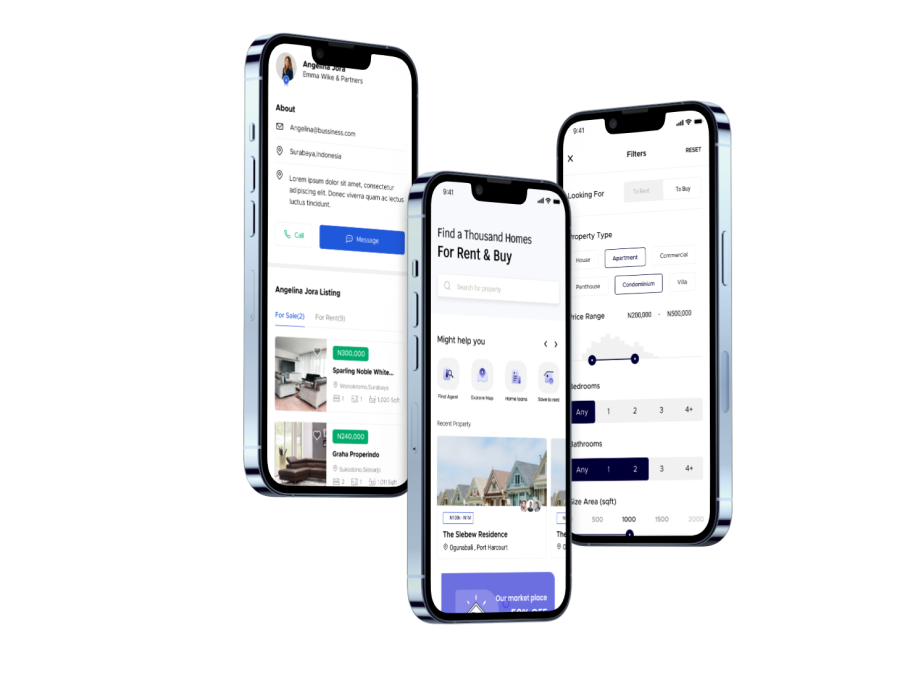 Angelina Jora
Emma Wike & Partners
About
Angelina@bussiness.com
Surabaya,Indonesia
Lorem ipsum dolor sit amet, consectetur
adipiscing elit. Donec viverra quam ac lectus
luctus tincidunt.
Call
Message
Angelina Jora Listing
For Sale(2)
For Rent(9)
N300,000
Sparling Noble White...
Wonokromo,Surabaya
1
1
1,020 Sqft
N240,000
Graha Properindo
Sukodono,Sidoarjo
2
1
1.011 Sqft
9:41
Find a Thousand Homes
For Rent & Buy
Search for property
Might help you
Find Agent
Explore Map
Home loans
Save to rent
Recent Property
N100k - N1M
The Slebew Residence
Ogunabali , Port Harcourt
N
The
O
Our market place
50% OFF
9:41
X
Filters
RESET
Looking For
To Rent
To Buy
Property Type
House
Apartment
Commercial
Penthouse
Condominium
Villa
Price Range
N200,000 - N500,000
Bedrooms
Any 1 2 3 4+
Bathrooms
Any 1 2 3 4+
Size Area (sqft)
500 1000 1500 2000